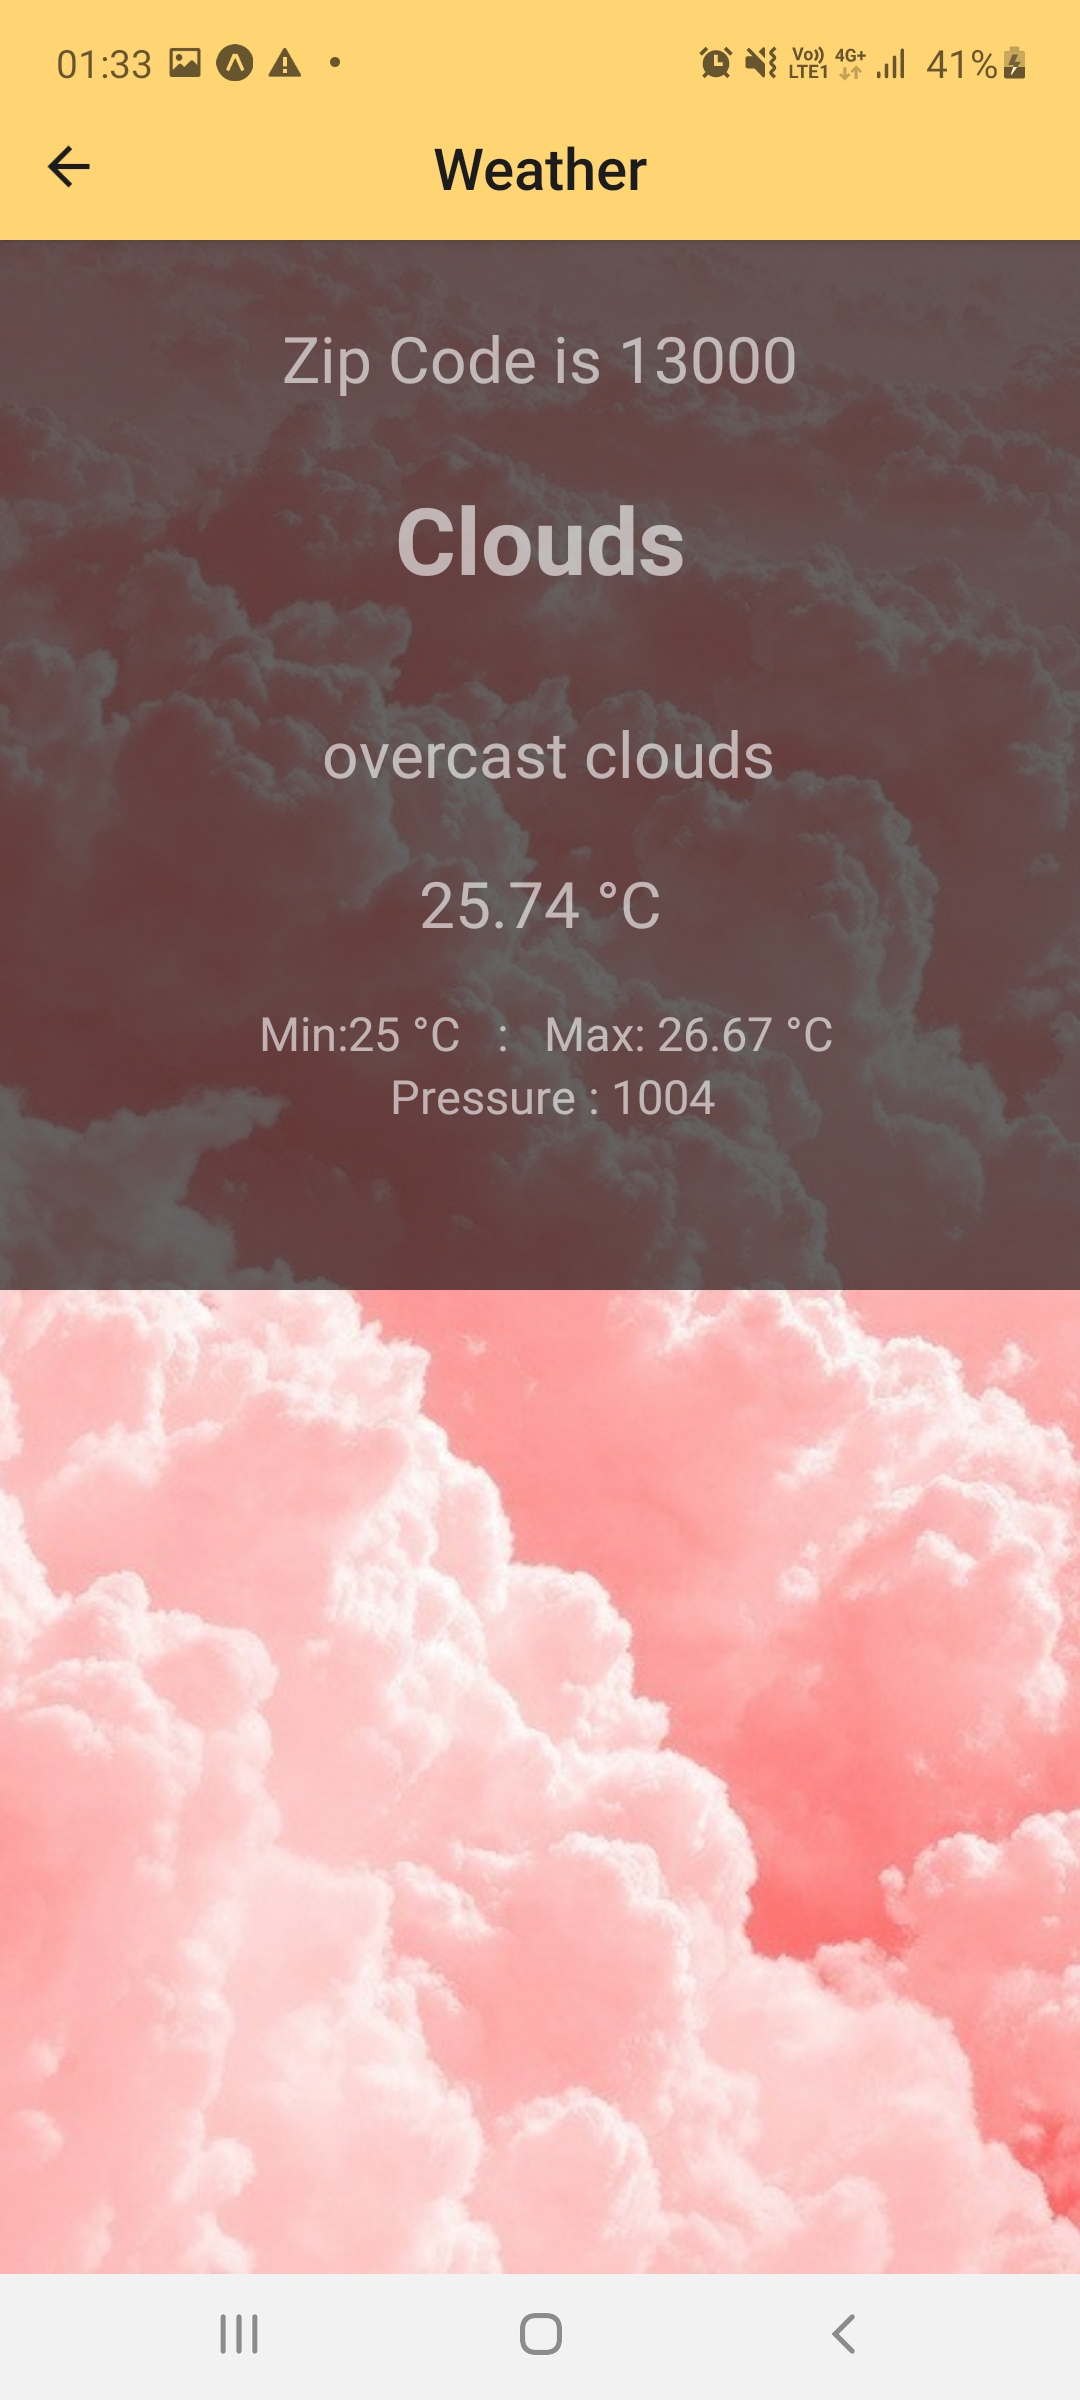 01:33 Vo)) LTE1 4G+ 41%
Weather
Zip Code is 13000
Clouds
overcast clouds
25.74 °C
Min:25 °C : Max: 26.67 °C
Pressure : 1004